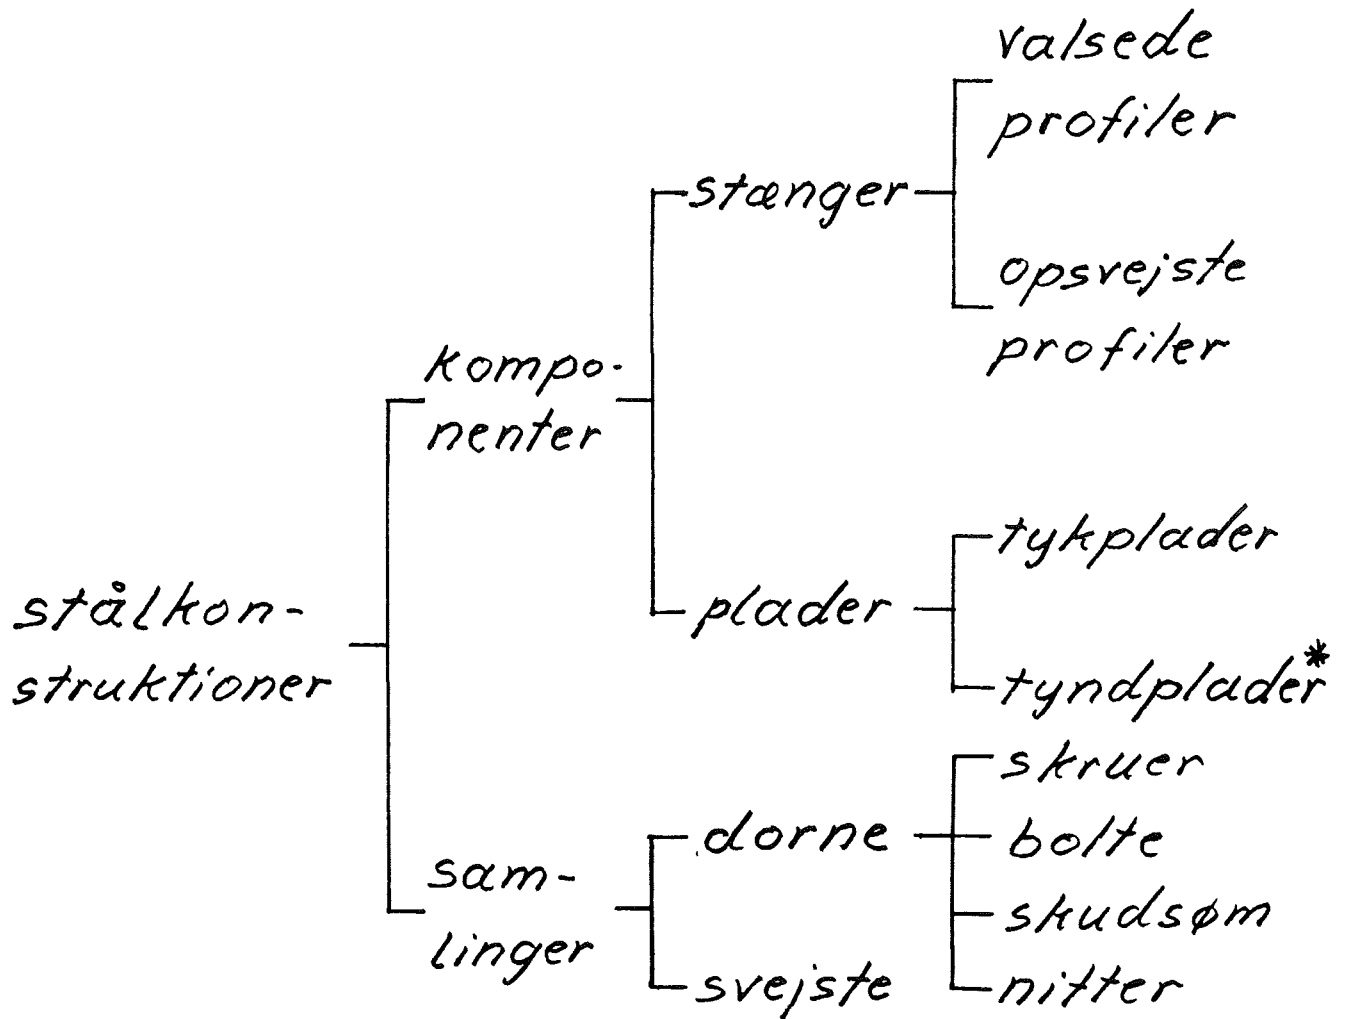 valsede
profiler
stænger
opsvejste
profiler
kompo-
nenter
tykplader
plader
stålkon-
struktioner
tyndplader*
skruer
dorne
bolte
sam-
linger
skudsøm
svejste
nitter